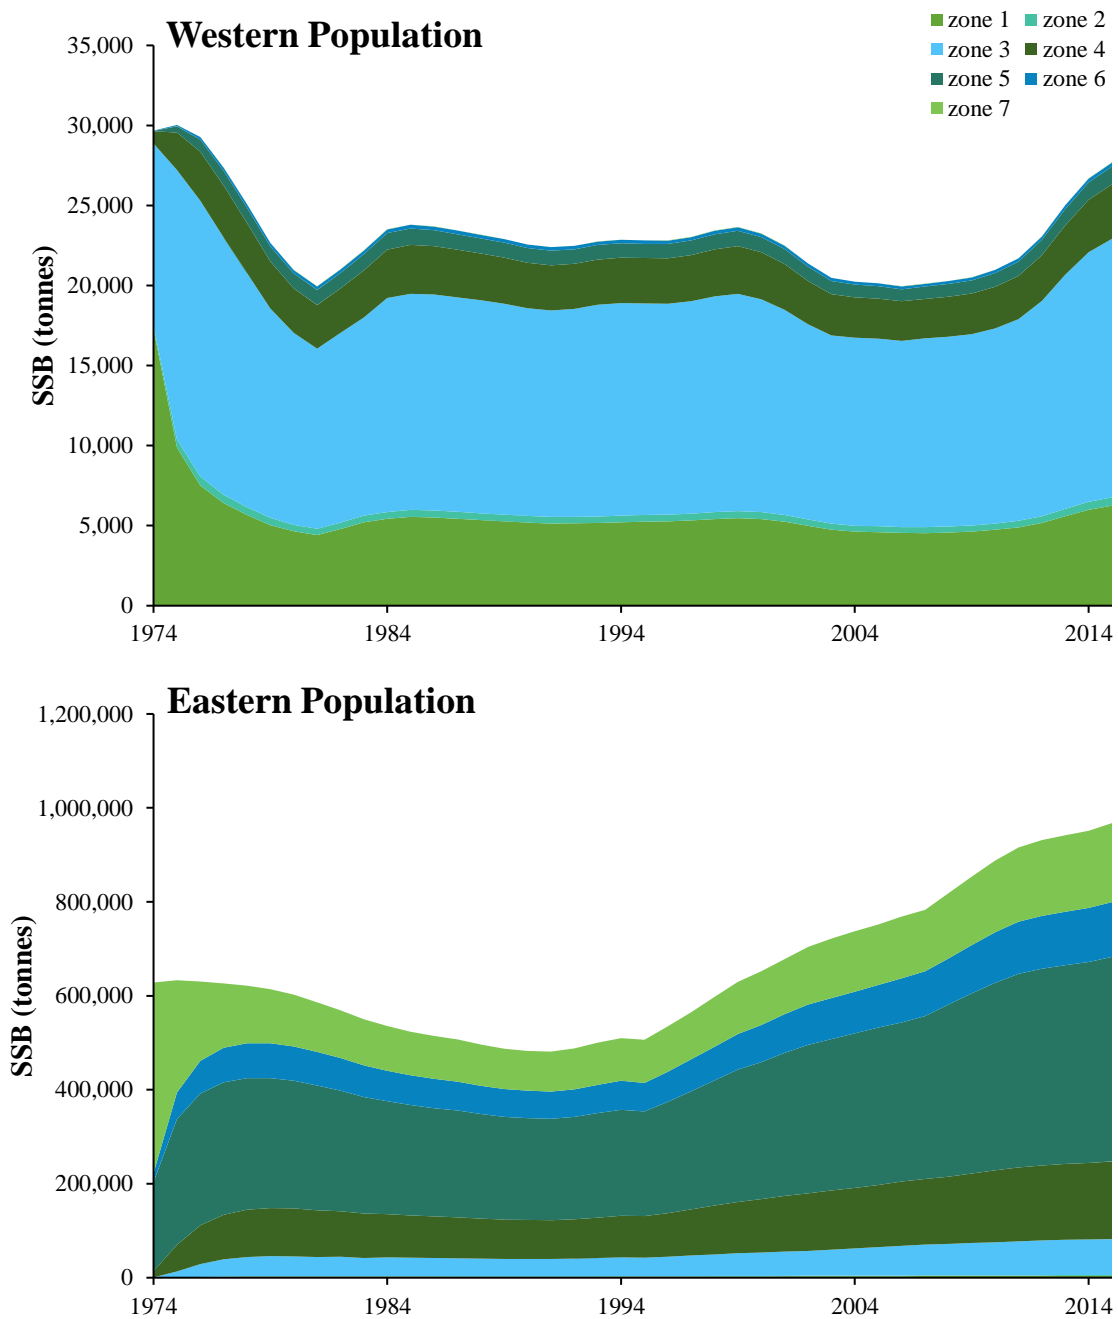 Western Population
zone 1 zone 2
zone 3 zone 4
zone 5 zone 6
zone 7
SSB (tonnes)
35,000
30,000
25,000
20,000
15,000
10,000
5,000
0
1974 1984 1994 2004 2014
Eastern Population
SSB (tonnes)
1,200,000
1,000,000
800,000
600,000
400,000
200,000
0
1974 1984 1994 2004 2014